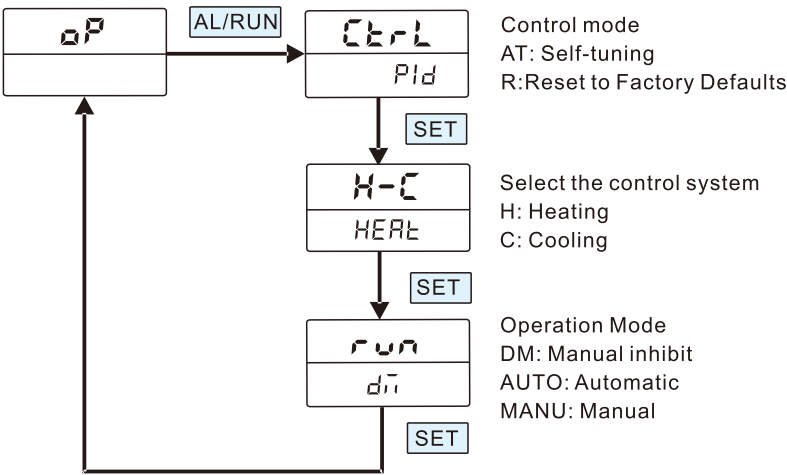 oP
AL/RUN
CtrL
PId
Control mode
AT: Self-tuning
R:Reset to Factory Defaults
SET
H-C
HEAt
Select the control system
H: Heating
C: Cooling
SET
run
dm
Operation Mode
DM: Manual inhibit
AUTO: Automatic
MANU: Manual
SET